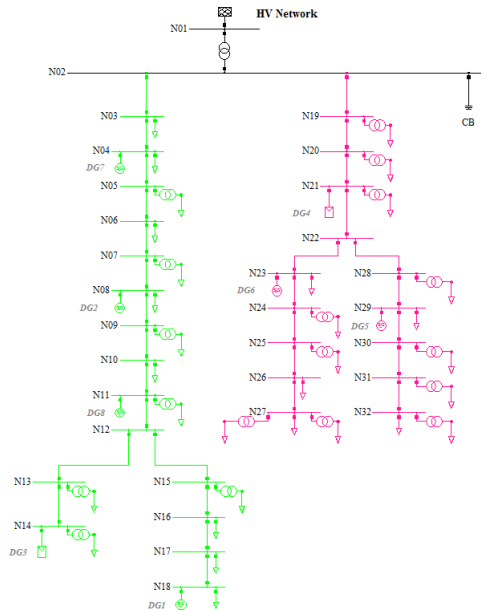 HV Network
N01
N02
CB
N03
N04
DG7
N05
N06
N07
N08
DG2
N09
N10
N11
DG8
N12
N13
N14
DG3
N15
N16
N17
N18
DG1
N19
N20
N21
DG4
N22
N23
DG6
N24
N25
N26
N27
N28
N29
DG5
N30
N31
N32